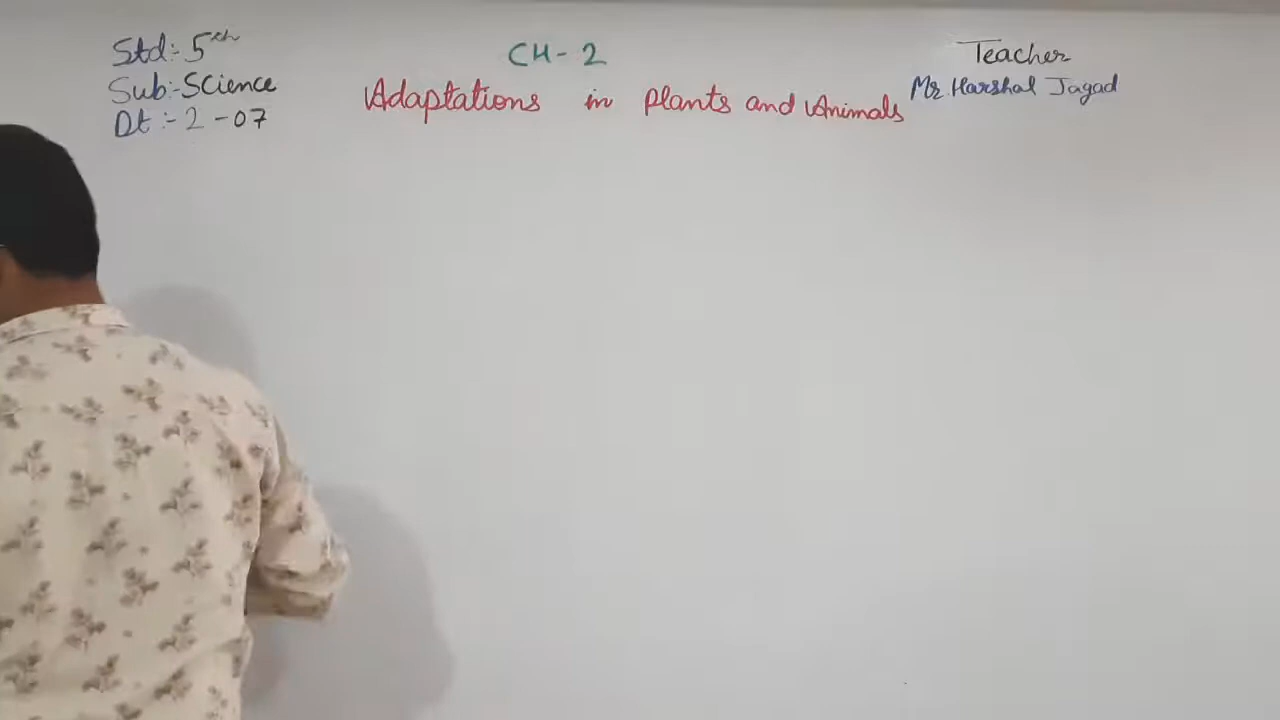 Std:- 5th
Sub:- Science
Dt :- 2-07
CH-2
Adaptations in plants and Animals
Teacher
Mr Harshal Jagad